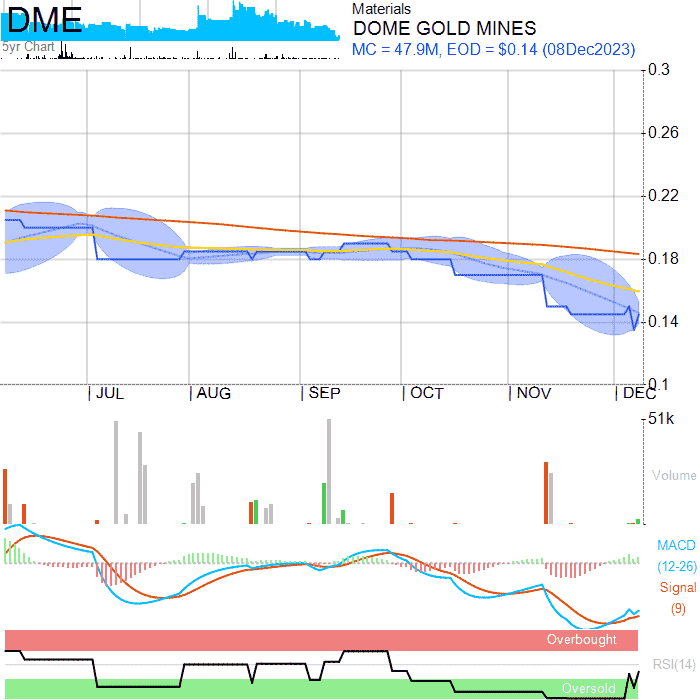 DME
5yr Chart
Materials
DOME GOLD MINES
MC = 47.9M, EOD = $0.14 (08Dec2023)
0.3
0.26
0.22
0.18
0.14
0.1
JUL
AUG
SEP
OCT
NOV
DEC
51k
Volume
MACD
(12-26)
Signal
(9)
Overbought
RSI(14)
Oversold